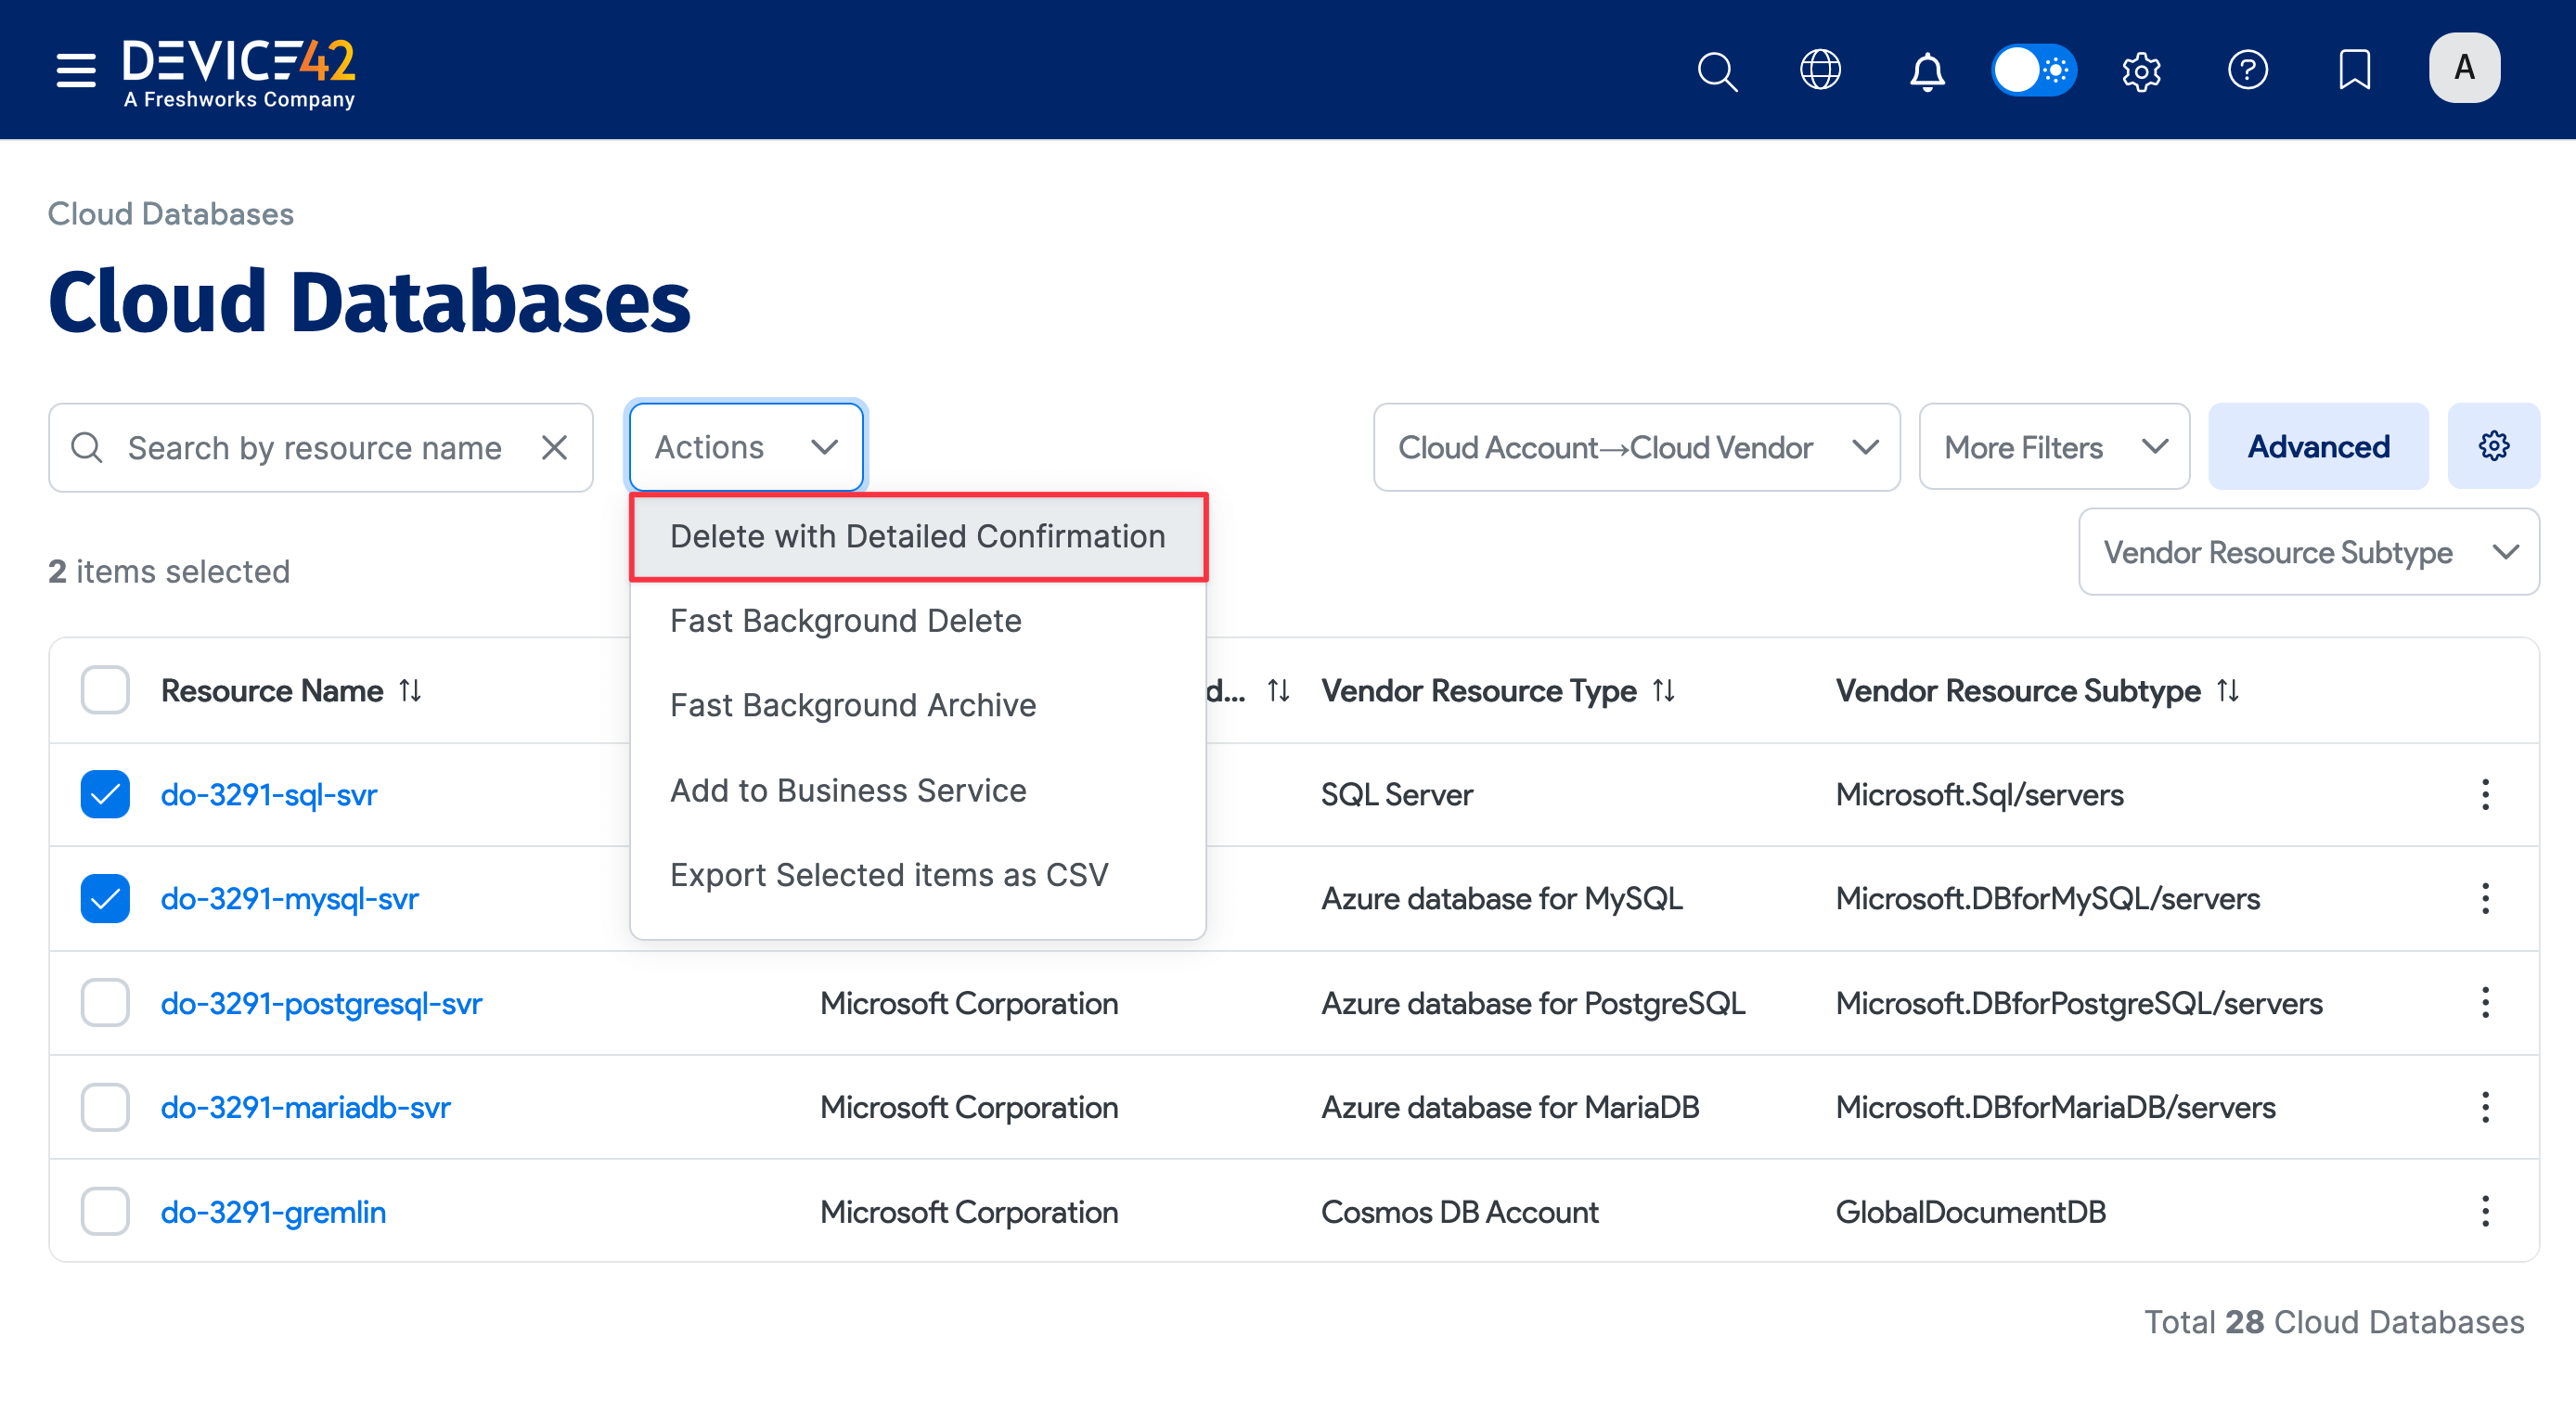 DEVICE42
A Freshworks Company
A
Cloud Databases
Cloud Databases
Search by resource name
Actions
Cloud Account→Cloud Vendor
More Filters
Advanced
Delete with Detailed Confirmation
Vendor Resource Subtype
2 items selected
Fast Background Delete
Fast Background Archive
Add to Business Service
Export Selected items as CSV
Resource Name d... Vendor Resource Type Vendor Resource Subtype
do-3291-sql-svr SQL Server Microsoft.Sql/servers
do-3291-mysql-svr Azure database for MySQL Microsoft.DBforMySQL/servers
do-3291-postgresql-svr Microsoft Corporation Azure database for PostgreSQL Microsoft.DBforPostgreSQL/servers
do-3291-mariadb-svr Microsoft Corporation Azure database for MariaDB Microsoft.DBforMariaDB/servers
do-3291-gremlin Microsoft Corporation Cosmos DB Account GlobalDocumentDB
Total 28 Cloud Databases